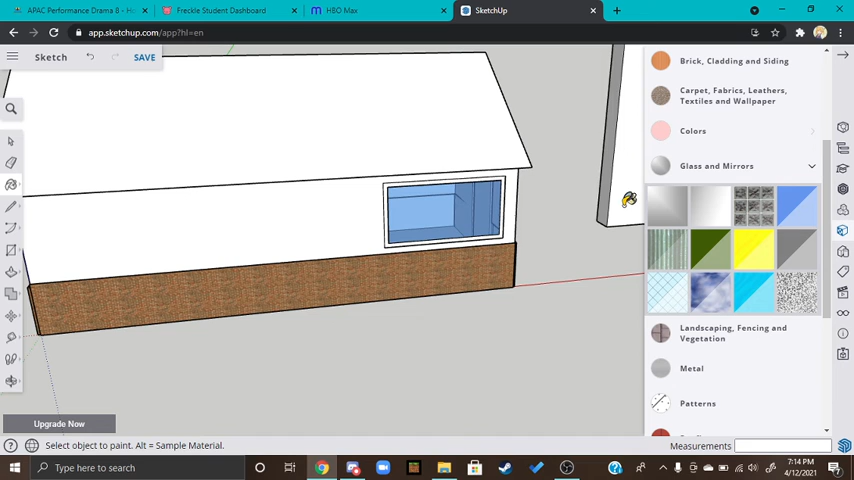 APAC Performance Drama 8 - Ho
Freckle Student Dashboard
HBO Max
SketchUp
app.sketchup.com/app?hl=en
Sketch
SAVE
Brick, Cladding and Siding
Carpet, Fabrics, Leathers,
Textiles and Wallpaper
Colors
Glass and Mirrors
Landscaping, Fencing and
Vegetation
Metal
Patterns
Upgrade Now
Select object to paint. Alt = Sample Material.
Measurements
Type here to search
7:14 PM
4/12/2021